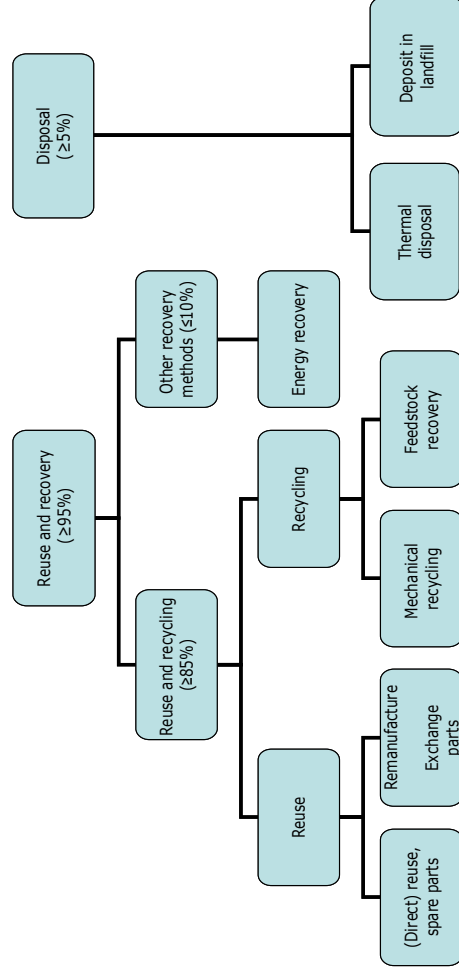 Reuse and recovery
(≥95%)
Disposal
(≥5%)
Reuse and recycling
(≥85%)
Other recovery
methods (≤10%)
Reuse
Recycling
Energy recovery
(Direct) reuse,
spare parts
Remanufacture
Exchange
parts
Mechanical
recycling
Feedstock
recovery
Thermal
disposal
Deposit in
landfill